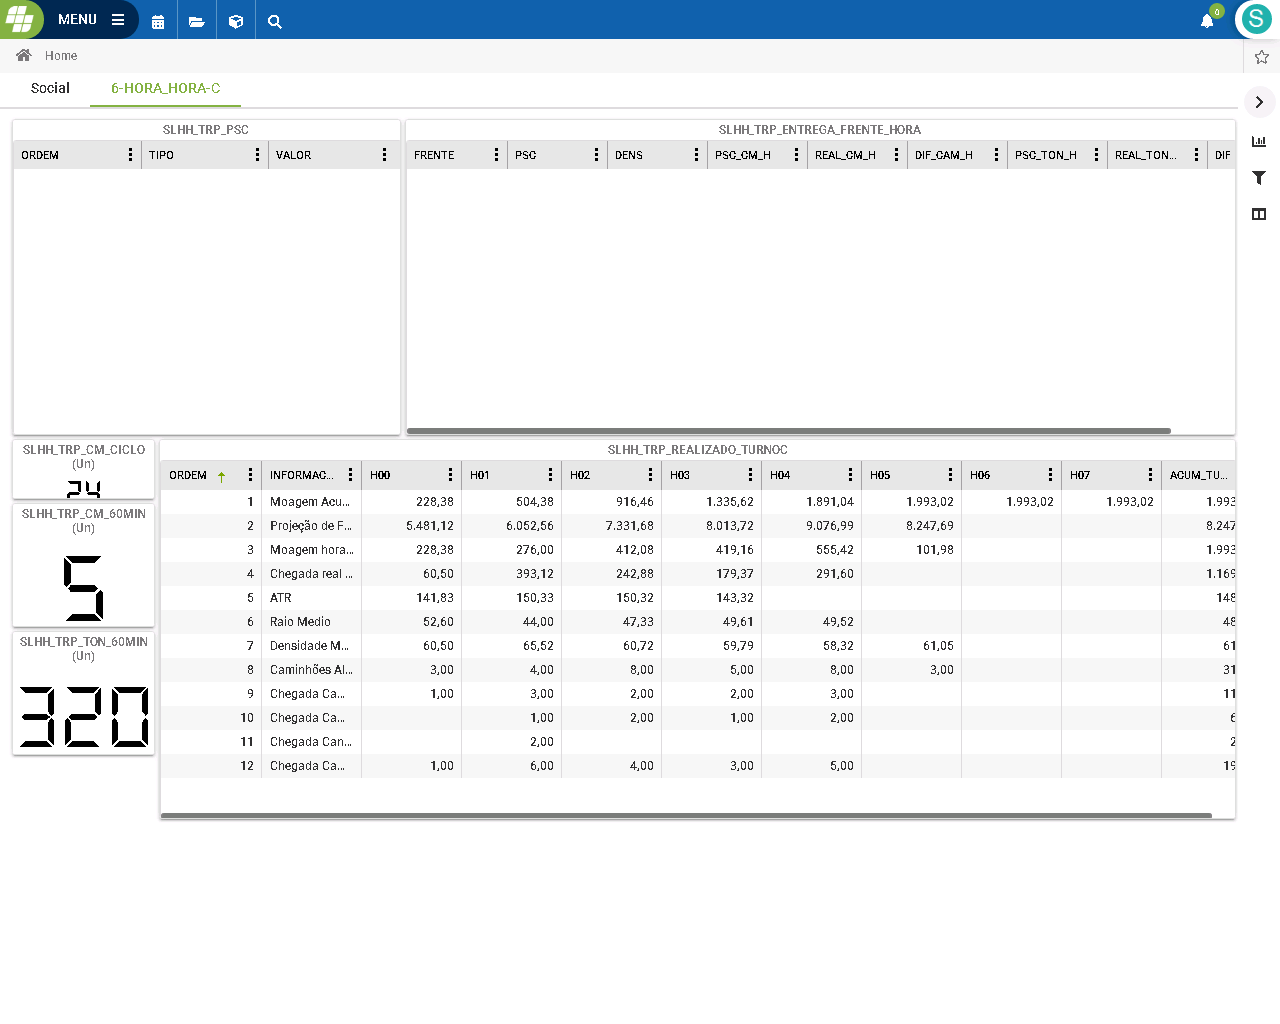 MENU
0
S
Home
Social 6-HORA_HORA-C
SLHH_TRP_PSC
ORDEM TIPO VALOR
SLHH_TRP_ENTREGA_FRENTE_HORA
FRENTE PSC DENS PSC_CM_H REAL_CM_H DIF_CAM_H PSC_TON_H REAL_TON... DIF
SLHH_TRP_CM_CICLO
(Un)
24
SLHH_TRP_CM_60MIN
(Un)
5
SLHH_TRP_TON_60MIN
(Un)
320
SLHH_TRP_REALIZADO_TURNOC
ORDEM INFORMAC... H00 H01 H02 H03 H04 H05 H06 H07 ACUM_TU...
1 Moagem Acu... 228,38 504,38 916,46 1.335,62 1.891,04 1.993,02 1.993,02 1.993,02 1.993
2 Projeção de F... 5.481,12 6.052,56 7.331,68 8.013,72 9.076,99 8.247,69 8.247
3 Moagem hora... 228,38 276,00 412,08 419,16 555,42 101,98 1.993
4 Chegada real ... 60,50 393,12 242,88 179,37 291,60 1.169
5 ATR 141,83 150,33 150,32 143,32 148
6 Raio Medio 52,60 44,00 47,33 49,61 49,52 48
7 Densidade M... 60,50 65,52 60,72 59,79 58,32 61,05 61
8 Caminhões Al... 3,00 4,00 8,00 5,00 8,00 3,00 31
9 Chegada Ca... 1,00 3,00 2,00 2,00 3,00 11
10 Chegada Ca... 1,00 2,00 1,00 2,00 6
11 Chegada Can... 2,00 2
12 Chegada Ca... 1,00 6,00 4,00 3,00 5,00 19